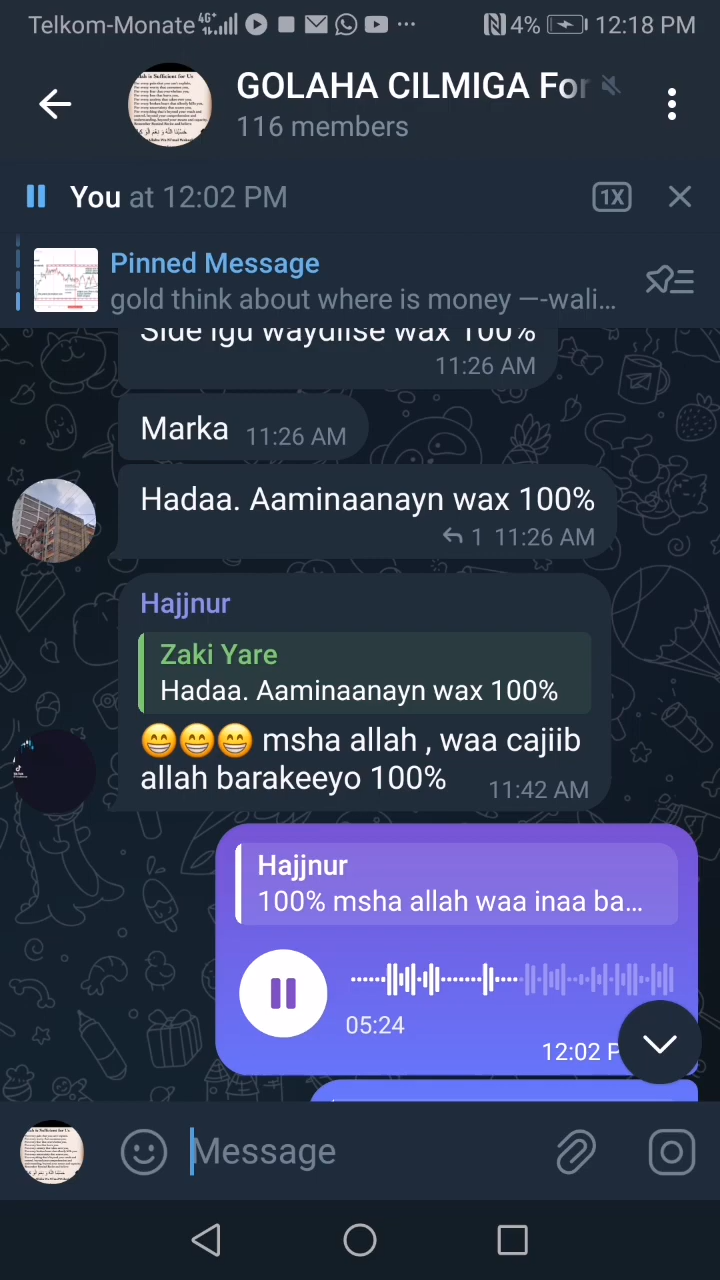 Telkom-Monate 4G+ 4% 12:18 PM
GOLAHA CILMIGA For
116 members
You at 12:02 PM 1X
Pinned Message
gold think about where is money —-wali...
Side igu waydiise wax 100%
11:26 AM
Marka 11:26 AM
Hadaa. Aaminaanayn wax 100%
1 11:26 AM
Hajjnur
Zaki Yare
Hadaa. Aaminaanayn wax 100%
😁😁😁 msha allah , waa cajiib
allah barakeeyo 100% 11:42 AM
Hajjnur
100% msha allah waa inaa ba...
05:24
12:02 P
Message